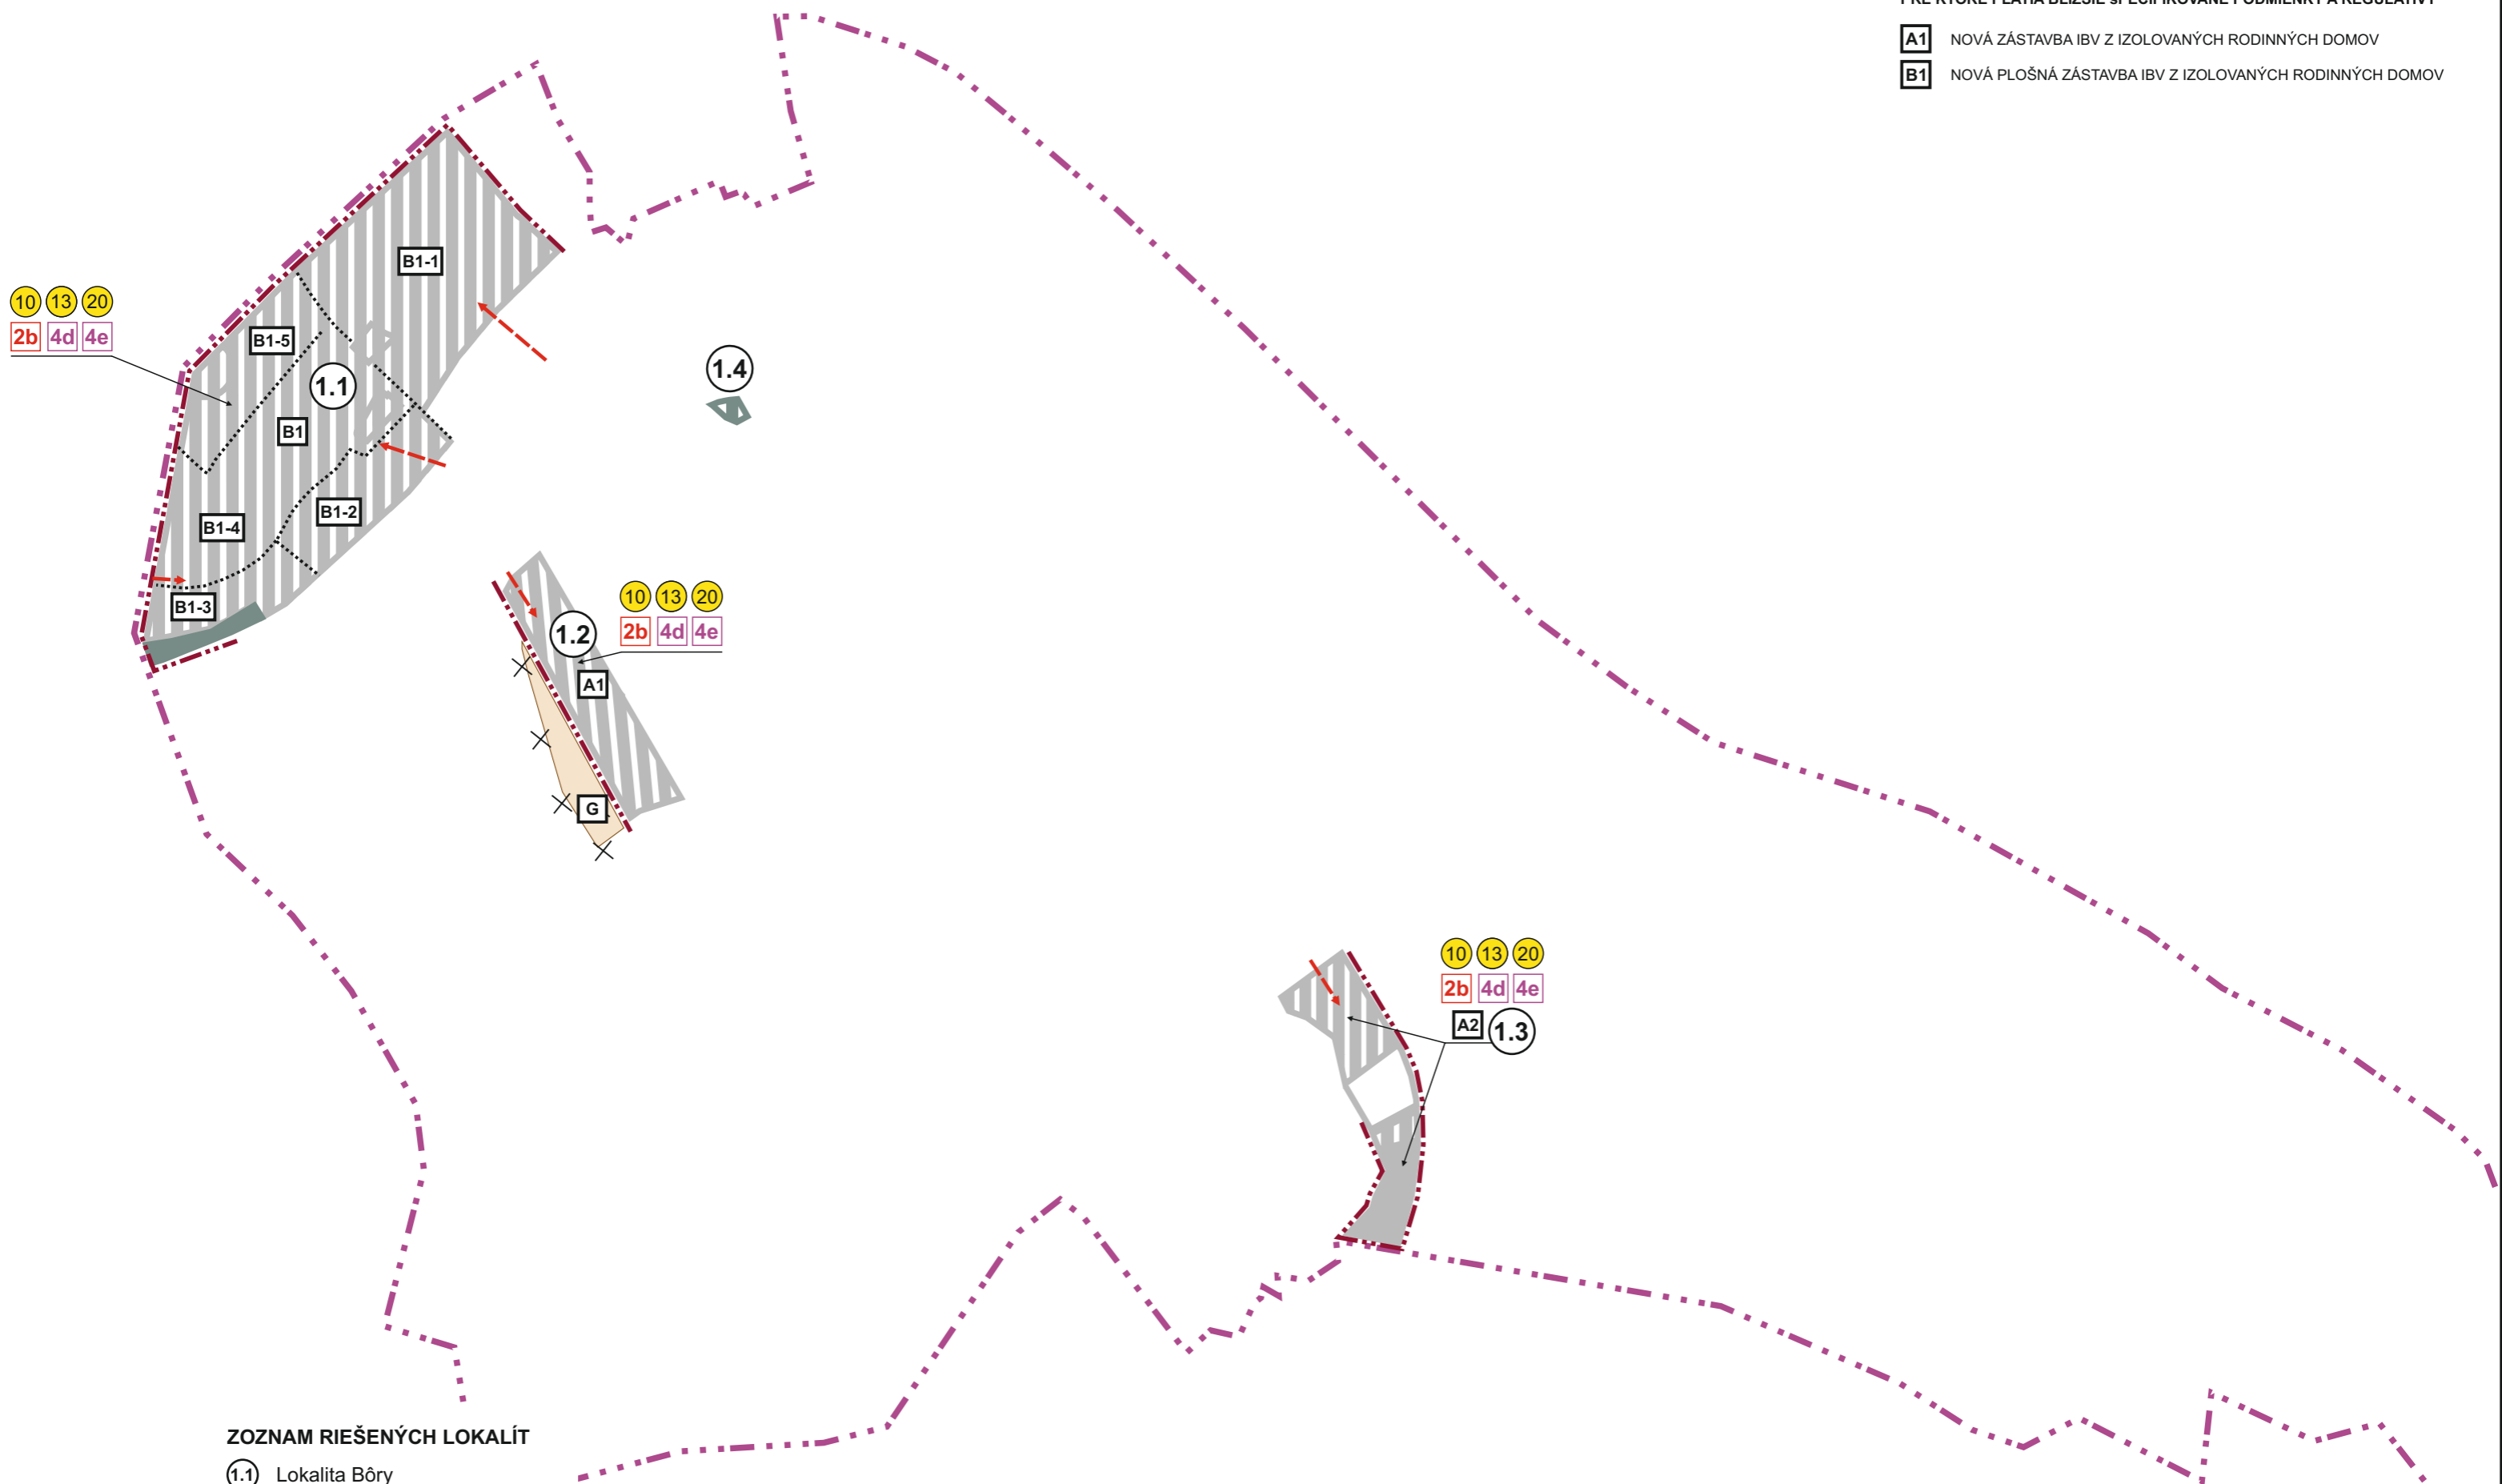 A1 NOVÁ ZÁSTAVBA IBV Z IZOLOVANÝCH RODINNÝCH DOMOV
B1 NOVÁ PLOŠNÁ ZÁSTAVBA IBV Z IZOLOVANÝCH RODINNÝCH DOMOV
B1-1
10 13 20
2b 4d 4e
B1-5
1.1
1.4
B1
B1-2
B1-4
B1-3
10 13 20
2b 4d 4e
1.2
A1
G
10 13 20
2b 4d 4e
A2 1.3
ZOZNAM RIEŠENÝCH LOKALÍT
1.1 Lokalita Bôry